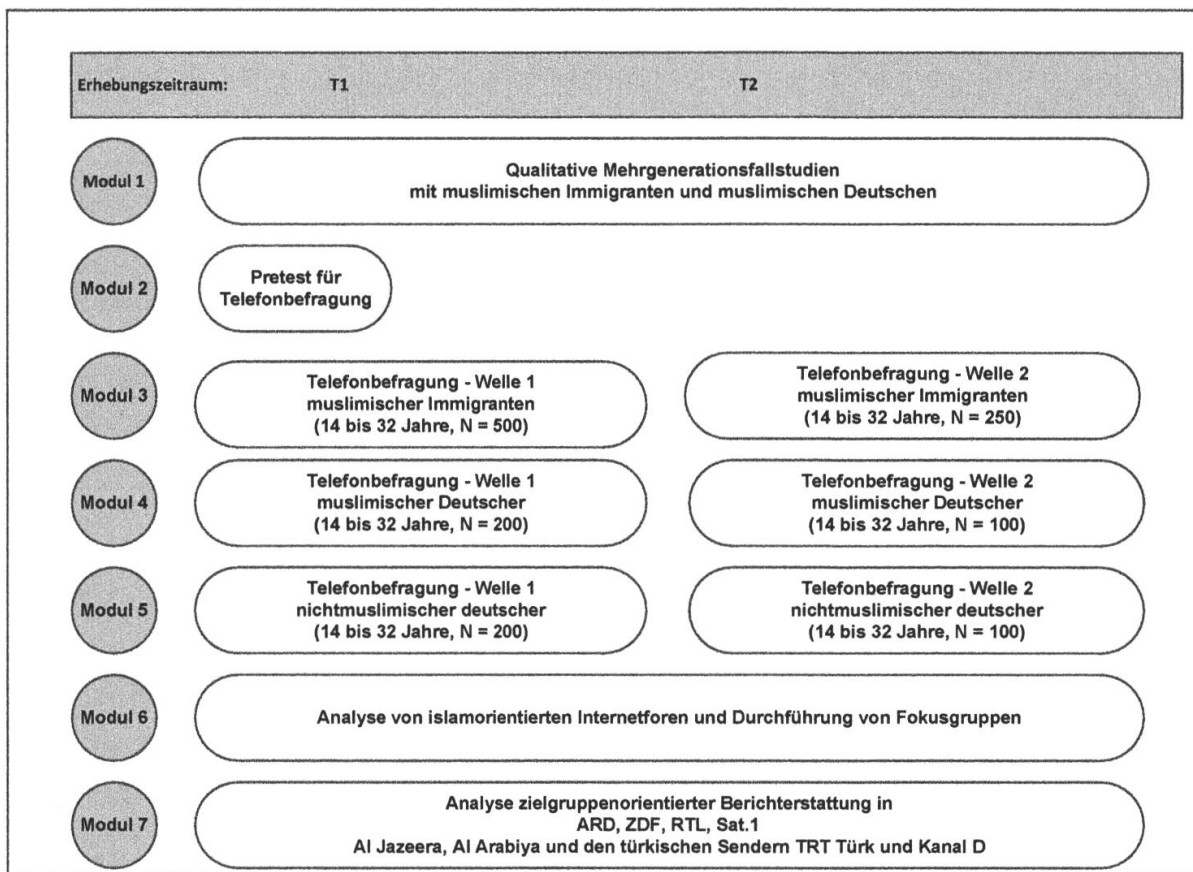 Erhebungszeitraum: T1 T2
Modul 1
Qualitative Mehrgenerationsfallstudien
mit muslimischen Immigranten und muslimischen Deutschen
Modul 2
Pretest für
Telefonbefragung
Modul 3
Telefonbefragung - Welle 1
muslimischer Immigranten
(14 bis 32 Jahre, N = 500)
Telefonbefragung - Welle 2
muslimischer Immigranten
(14 bis 32 Jahre, N = 250)
Modul 4
Telefonbefragung - Welle 1
muslimischer Deutscher
(14 bis 32 Jahre, N = 200)
Telefonbefragung - Welle 2
muslimischer Deutscher
(14 bis 32 Jahre, N = 100)
Modul 5
Telefonbefragung - Welle 1
nichtmuslimischer deutscher
(14 bis 32 Jahre, N = 200)
Telefonbefragung - Welle 2
nichtmuslimischer deutscher
(14 bis 32 Jahre, N = 100)
Modul 6
Analyse von islamorientierten Internetforen und Durchführung von Fokusgruppen
Modul 7
Analyse zielgruppenorientierter Berichterstattung in
ARD, ZDF, RTL, Sat.1
Al Jazeera, Al Arabiya und den türkischen Sendern TRT Türk und Kanal D